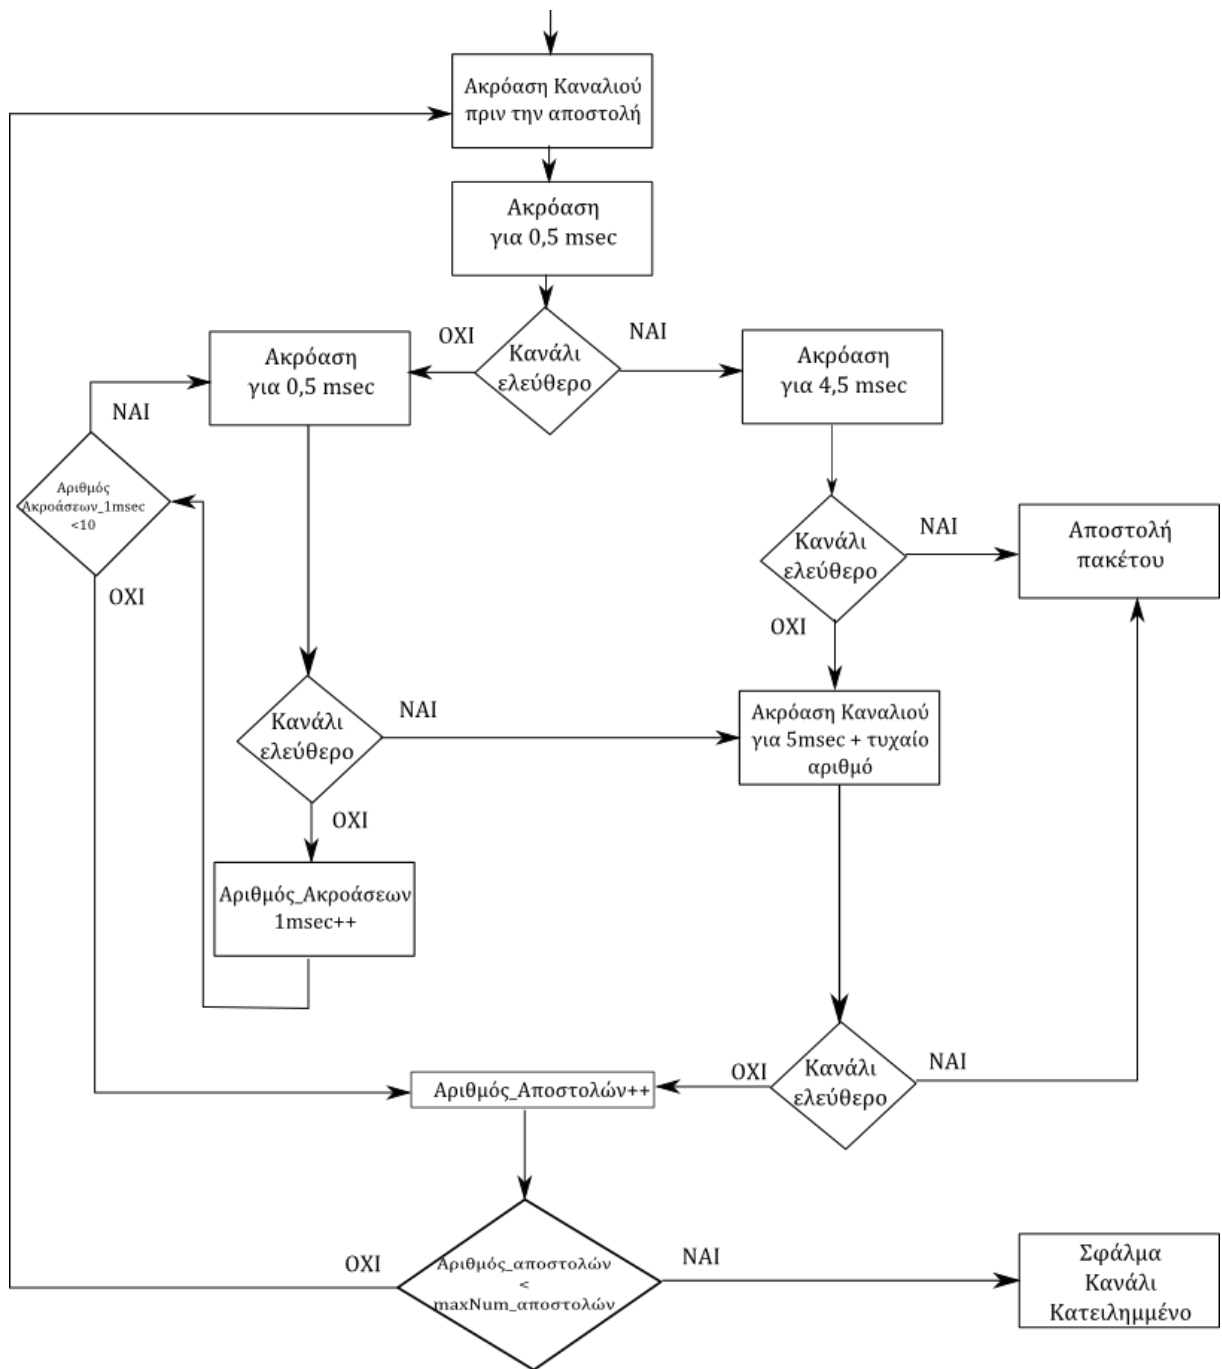 Ακρόαση Καναλιού
πριν την αποστολή
Ακρόαση
για 0,5 msec
ΟΧΙ
Κανάλι
ελεύθερο
ΝΑΙ
Ακρόαση
για 0,5 msec
Ακρόαση
για 4,5 msec
ΝΑΙ
Αριθμός
Ακροάσεων_1msec
<10
ΟΧΙ
Κανάλι
ελεύθερο
ΝΑΙ
Αποστολή
πακέτου
ΟΧΙ
Κανάλι
ελεύθερο
ΝΑΙ
Ακρόαση Καναλιού
για 5msec + τυχαίο
αριθμό
ΟΧΙ
Αριθμός_Ακροάσεων
1msec++
Κανάλι
ελεύθερο
ΟΧΙ
ΝΑΙ
Αριθμός_Αποστολών++
ΟΧΙ
Αριθμός_αποστολών
<
maxNum_αποστολών
ΝΑΙ
Σφάλμα
Κανάλι
Κατειλημμένο